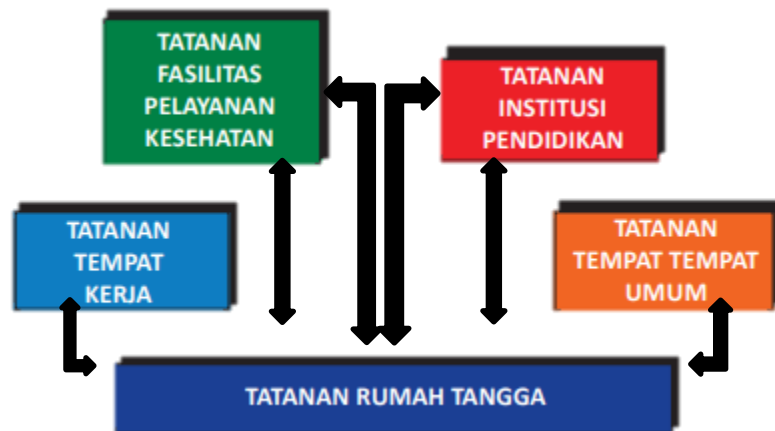 TATANAN
FASILITAS
PELAYANAN
KESEHATAN
TATANAN
INSTITUSI
PENDIDIKAN
TATANAN
TEMPAT
KERJA
TATANAN
TEMPAT TEMPAT
UMUM
TATANAN RUMAH TANGGA